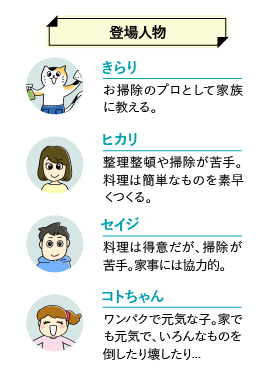 登場人物
きらり
お掃除のプロとして家族
に教える。
ヒカリ
整理整頓や掃除が苦手。
料理は簡単なものを素早
くつくる。
セイジ
料理は得意だが、掃除が
苦手。家事には協力的。
コトちゃん
ワンパクで元気な子。家で
も元気で、いろんなものを
倒したり壊したり…